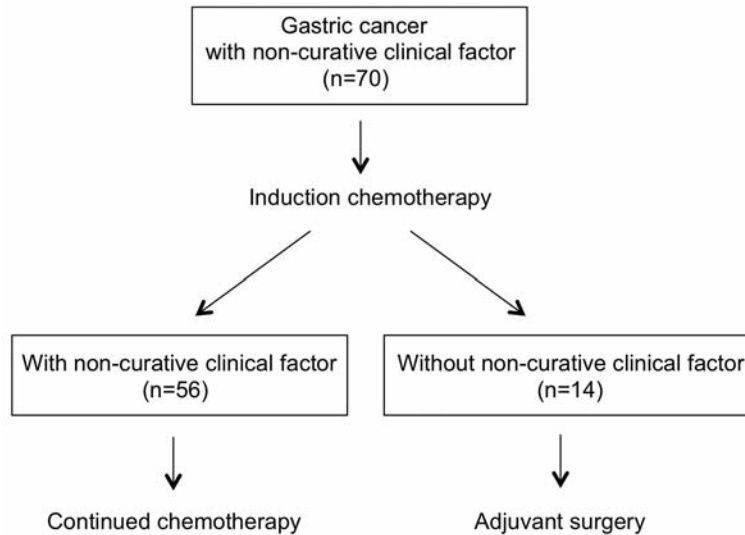 Gastric cancer
with non-curative clinical factor
(n=70)
Induction chemotherapy
With non-curative clinical factor
(n=56)
Without non-curative clinical factor
(n=14)
Continued chemotherapy
Adjuvant surgery